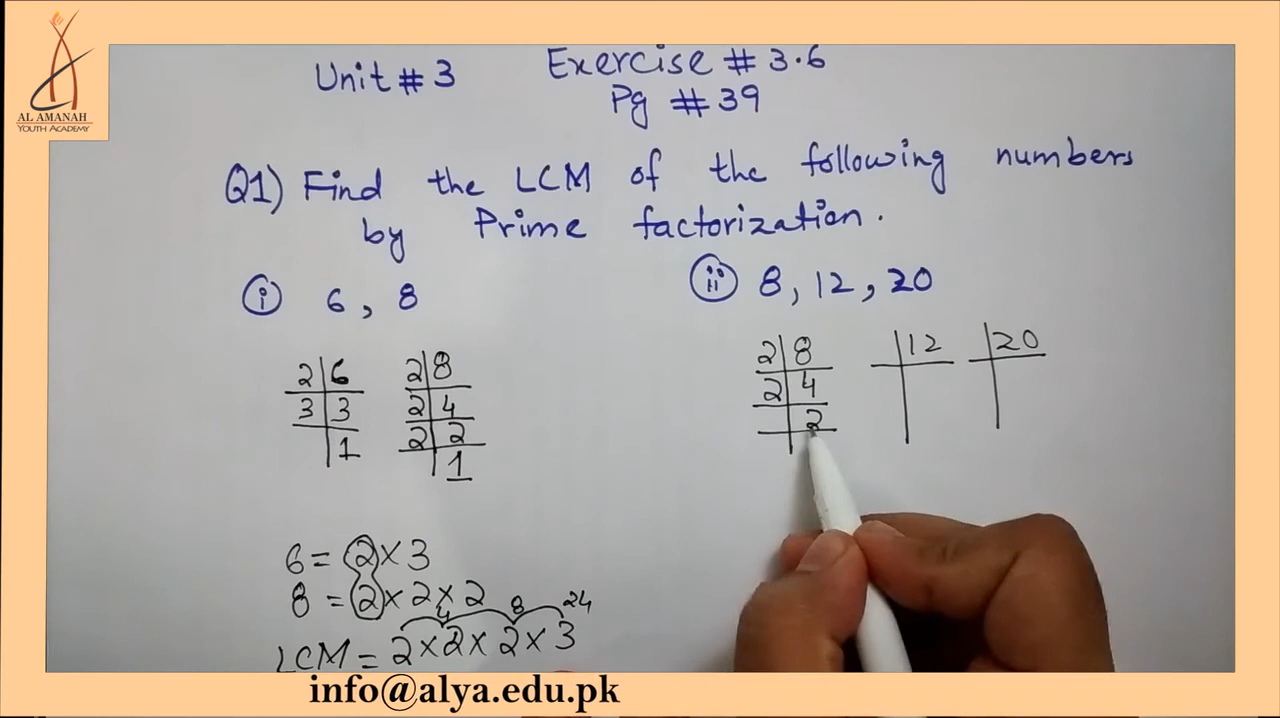 AL AMANAH
YOUTH ACADEMY
Unit # 3 Exercise # 3.6
Pg # 39
Q1) Find the LCM of the following numbers
by Prime factorization.
i 6, 8
ii 8, 12, 20
2 6
3 3
1
2 8
2 4
2 2
1
2 8
2 4
2
12
20
6 = 2 × 3
8 = 2 × 2 × 2
4 8 24
LCM = 2 × 2 × 2 × 3
info@alya.edu.pk